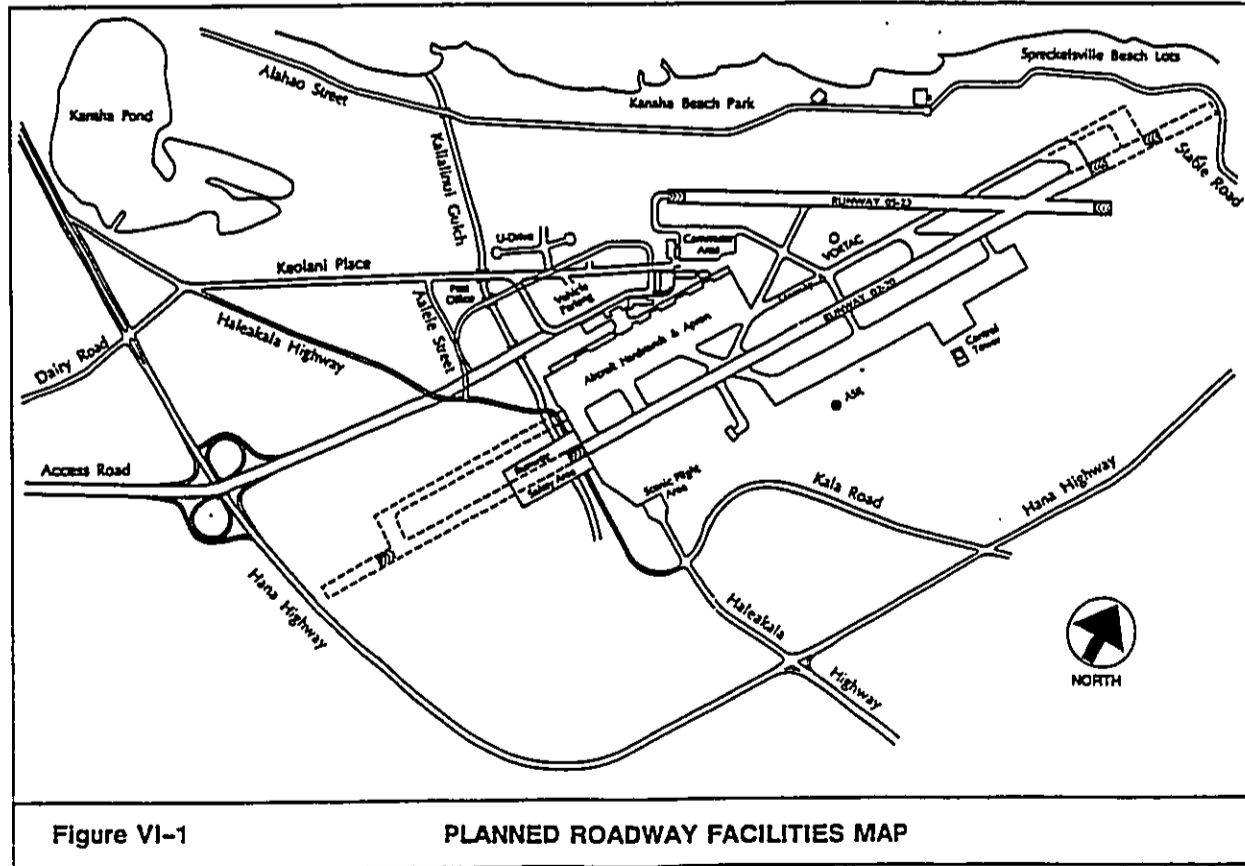 Spreckelsville Beach Lots
Alahao Street
Kanaha Beach Park
Kanaha Pond
Kalialinui Gulch
Stable Road
RUNWAY 05-23
U-Drive
Commuter
Area
VORTAC
Keolani Place
Post
Office
Vehicle
Parking
Aalele Street
RUNWAY 02-20
Haleakala Highway
Aircraft Hardstands & Apron
Control
Tower
Dairy Road
ASR
Access Road
Runway
Safety Area
Scenic Flight
Area
Kala Road
Hana Highway
Hana Highway
Haleakala
Highway
NORTH
Figure VI-1
PLANNED ROADWAY FACILITIES MAP